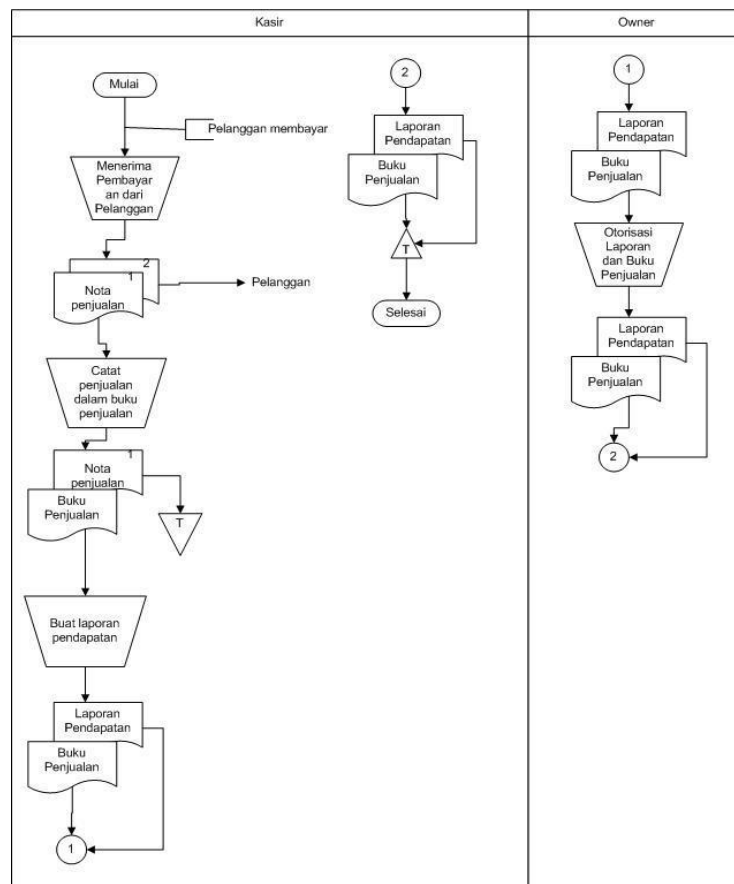 Kasir
Owner
Mulai
Pelanggan membayar
Menerima
Pembayar
an dari
Pelanggan
2
1
Nota
penjualan
Pelanggan
Catat
penjualan
dalam buku
penjualan
1
Nota
penjualan
Buku
Penjualan
T
Buat laporan
pendapatan
Laporan
Pendapatan
Buku
Penjualan
1
2
Laporan
Pendapatan
Buku
Penjualan
T
Selesai
1
Laporan
Pendapatan
Buku
Penjualan
Otorisasi
Laporan
dan Buku
Penjualan
Laporan
Pendapatan
Buku
Penjualan
2